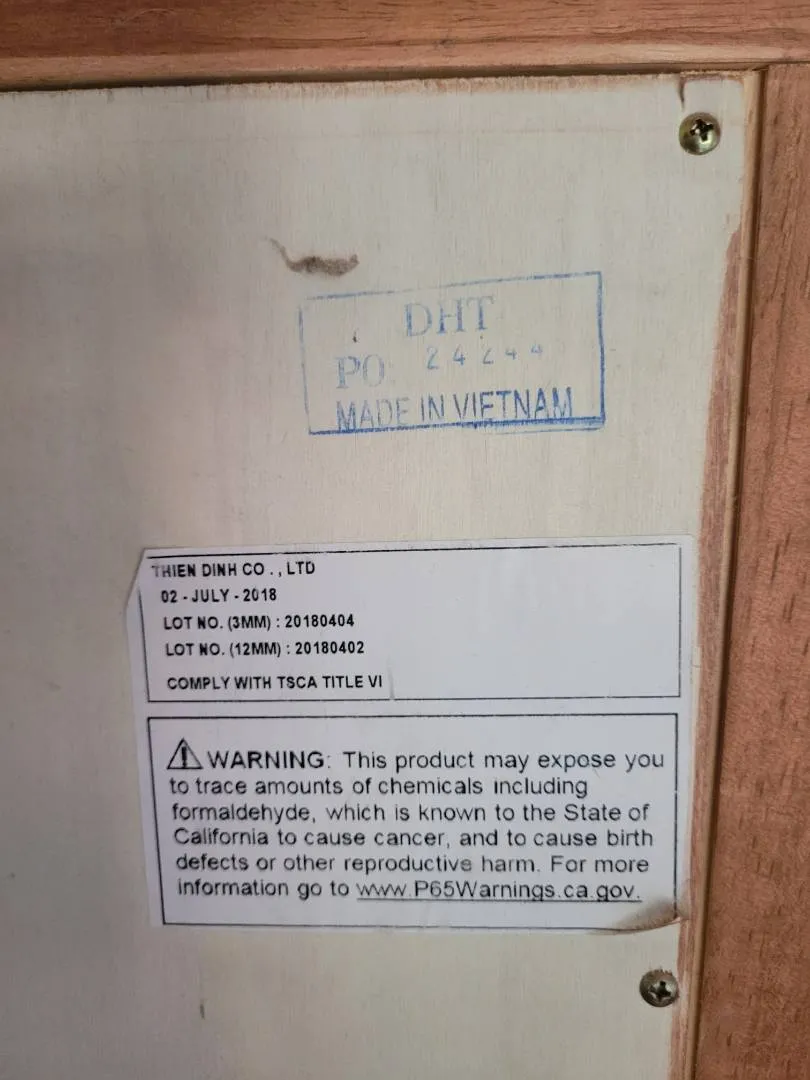 DHT
PO. 24244
MADE IN VIETNAM
THIEN DINH CO . , LTD
02 - JULY - 2018
LOT NO. (3MM) : 20180404
LOT NO. (12MM) : 20180402
COMPLY WITH TSCA TITLE VI
WARNING: This product may expose you
to trace amounts of chemicals including
formaldehyde, which is known to the State of
California to cause cancer, and to cause birth
defects or other reproductive harm. For more
information go to www.P65Warnings.ca.gov.